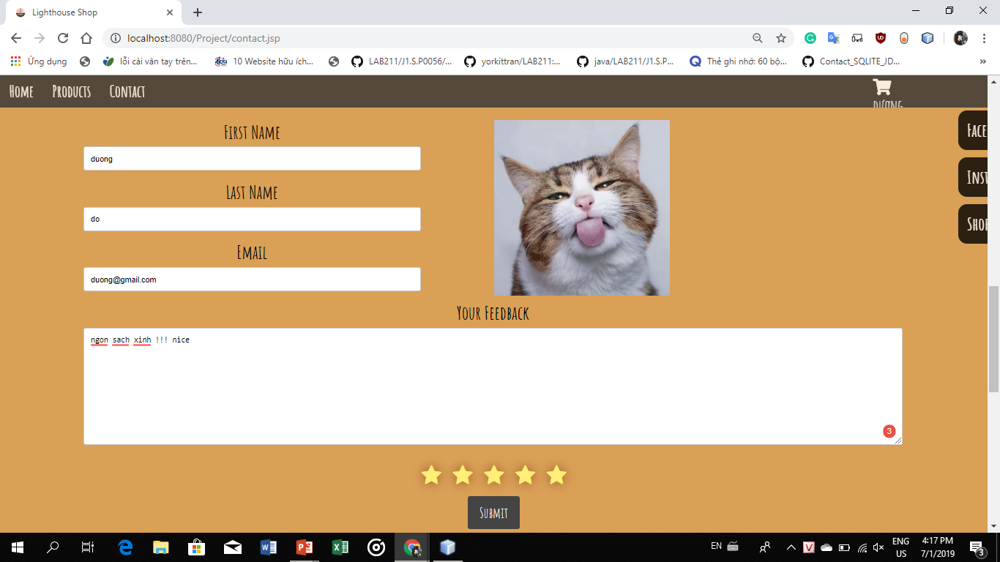 Lighthouse Shop
localhost:8080/Project/contact.jsp
Ứng dụng
lỗi cài vân tay trên...
10 Website hữu ích...
LAB211/J1.S.P0056/...
yorkittran/LAB211:...
java/LAB211/J1.S.P...
Thẻ ghi nhớ: 60 bộ...
Contact_SQLITE_JD...
»
Home Products Contact
DƯƠNG
Face
Inst
Shop
First Name
duong
Last Name
do
Email
duong@gmail.com
Your Feedback
ngon sach xinh !!! nice
3
Submit
EN
ENG
US
4:17 PM
7/1/2019
3